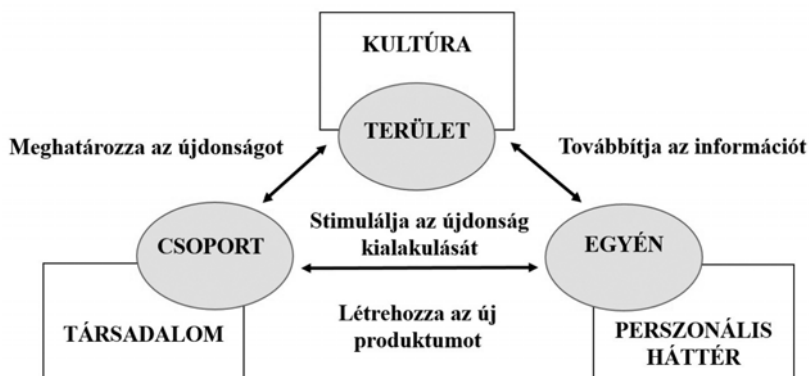 KULTÚRA
TERÜLET
Meghatározza az újdonságot
Továbbítja az információt
CSOPORT
Stimulálja az újdonság
kialakulását
EGYÉN
Létrehozza az új
produktumot
TÁRSADALOM
PERSZONÁLIS
HÁTTÉR